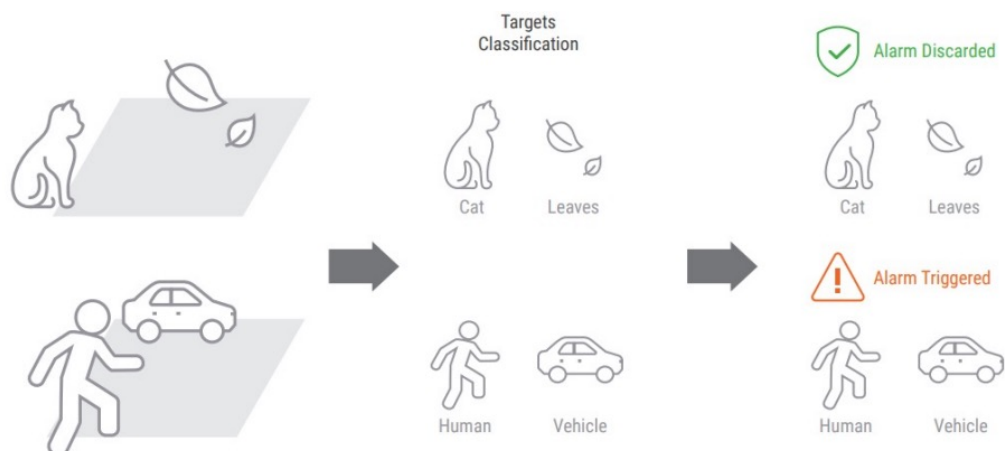 Targets
Classification
Alarm Discarded
Cat
Leaves
Cat
Leaves
Alarm Triggered
Human
Vehicle
Human
Vehicle